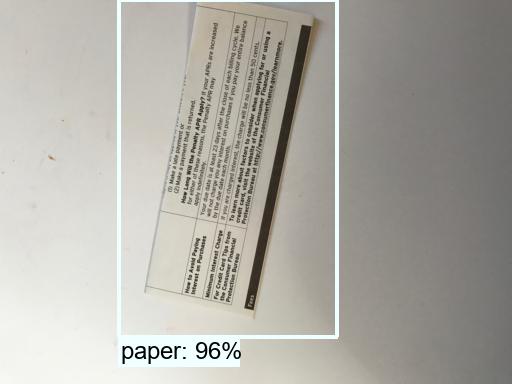 (1) Make a late payment or
(2) Make a payment that is returned.
How Long Will the Penalty APR Apply? If your APRs are increased
for either of these reasons, the Penalty APR may
apply indefinitely.
How to Avoid Paying
Interest on Purchases
Your due date is at least 23 days after the close of each billing cycle. We
will not charge you any interest on purchases if you pay your entire balance
by the due date each month.
Minimum Interest Charge
If you are charged interest, the charge will be no less than 50 cents.
For Credit Card Tips from
the Consumer Financial
Protection Bureau
To learn more about factors to consider when applying for or using a
credit card, visit the website of the Consumer Financial
Protection Bureau at http://www.consumerfinance.gov/learnmore.
Fees
paper: 96%